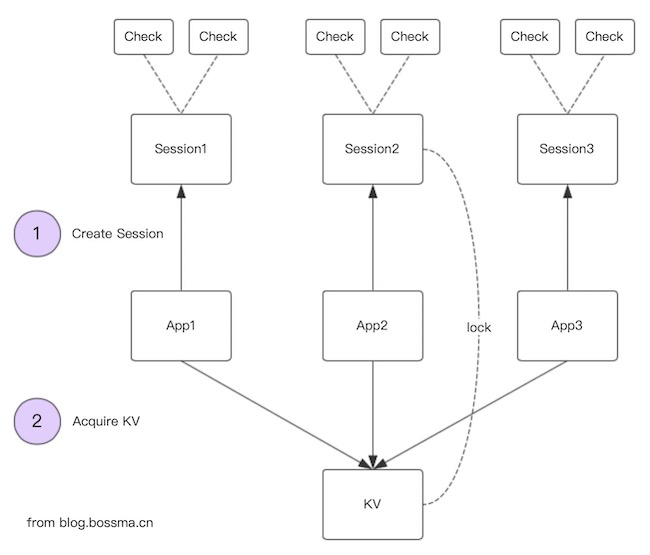 Check
Check
Check
Check
Check
Check
Session1
Session2
Session3
1
Create Session
App1
App2
App3
lock
2
Acquire KV
KV
from blog.bossma.cn